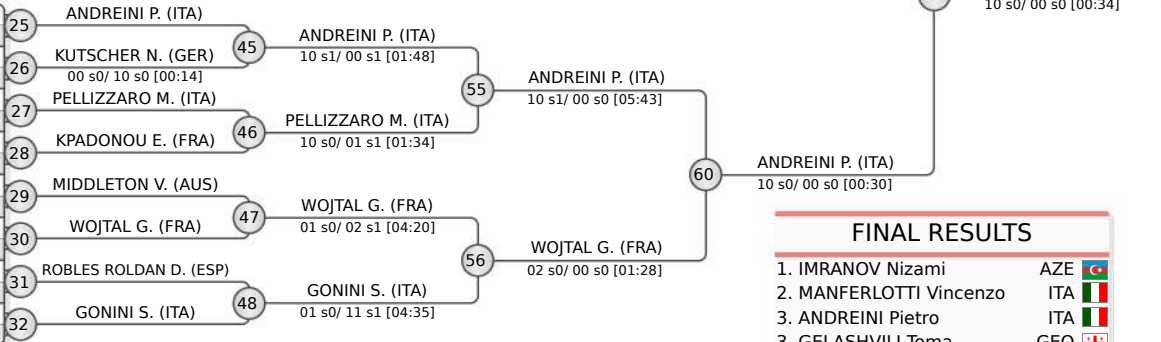 10 s0/ 00 s0 [00:34]
25
ANDREINI P. (ITA)
26
KUTSCHER N. (GER)
00 s0/ 10 s0 [00:14]
27
PELLIZZARO M. (ITA)
28
KPADONOU E. (FRA)
29
MIDDLETON V. (AUS)
30
WOJTAL G. (FRA)
31
ROBLES ROLDAN D. (ESP)
32
GONINI S. (ITA)
45
ANDREINI P. (ITA)
10 s1/ 00 s1 [01:48]
46
PELLIZZARO M. (ITA)
10 s0/ 01 s1 [01:34]
47
WOJTAL G. (FRA)
01 s0/ 02 s1 [04:20]
48
GONINI S. (ITA)
01 s0/ 11 s1 [04:35]
55
ANDREINI P. (ITA)
10 s1/ 00 s0 [05:43]
56
WOJTAL G. (FRA)
02 s0/ 00 s0 [01:28]
60
ANDREINI P. (ITA)
10 s0/ 00 s0 [00:30]
FINAL RESULTS
1. IMRANOV Nizami AZE
2. MANFERLOTTI Vincenzo ITA
3. ANDREINI Pietro ITA
3. GELASHVILI Toma GEO